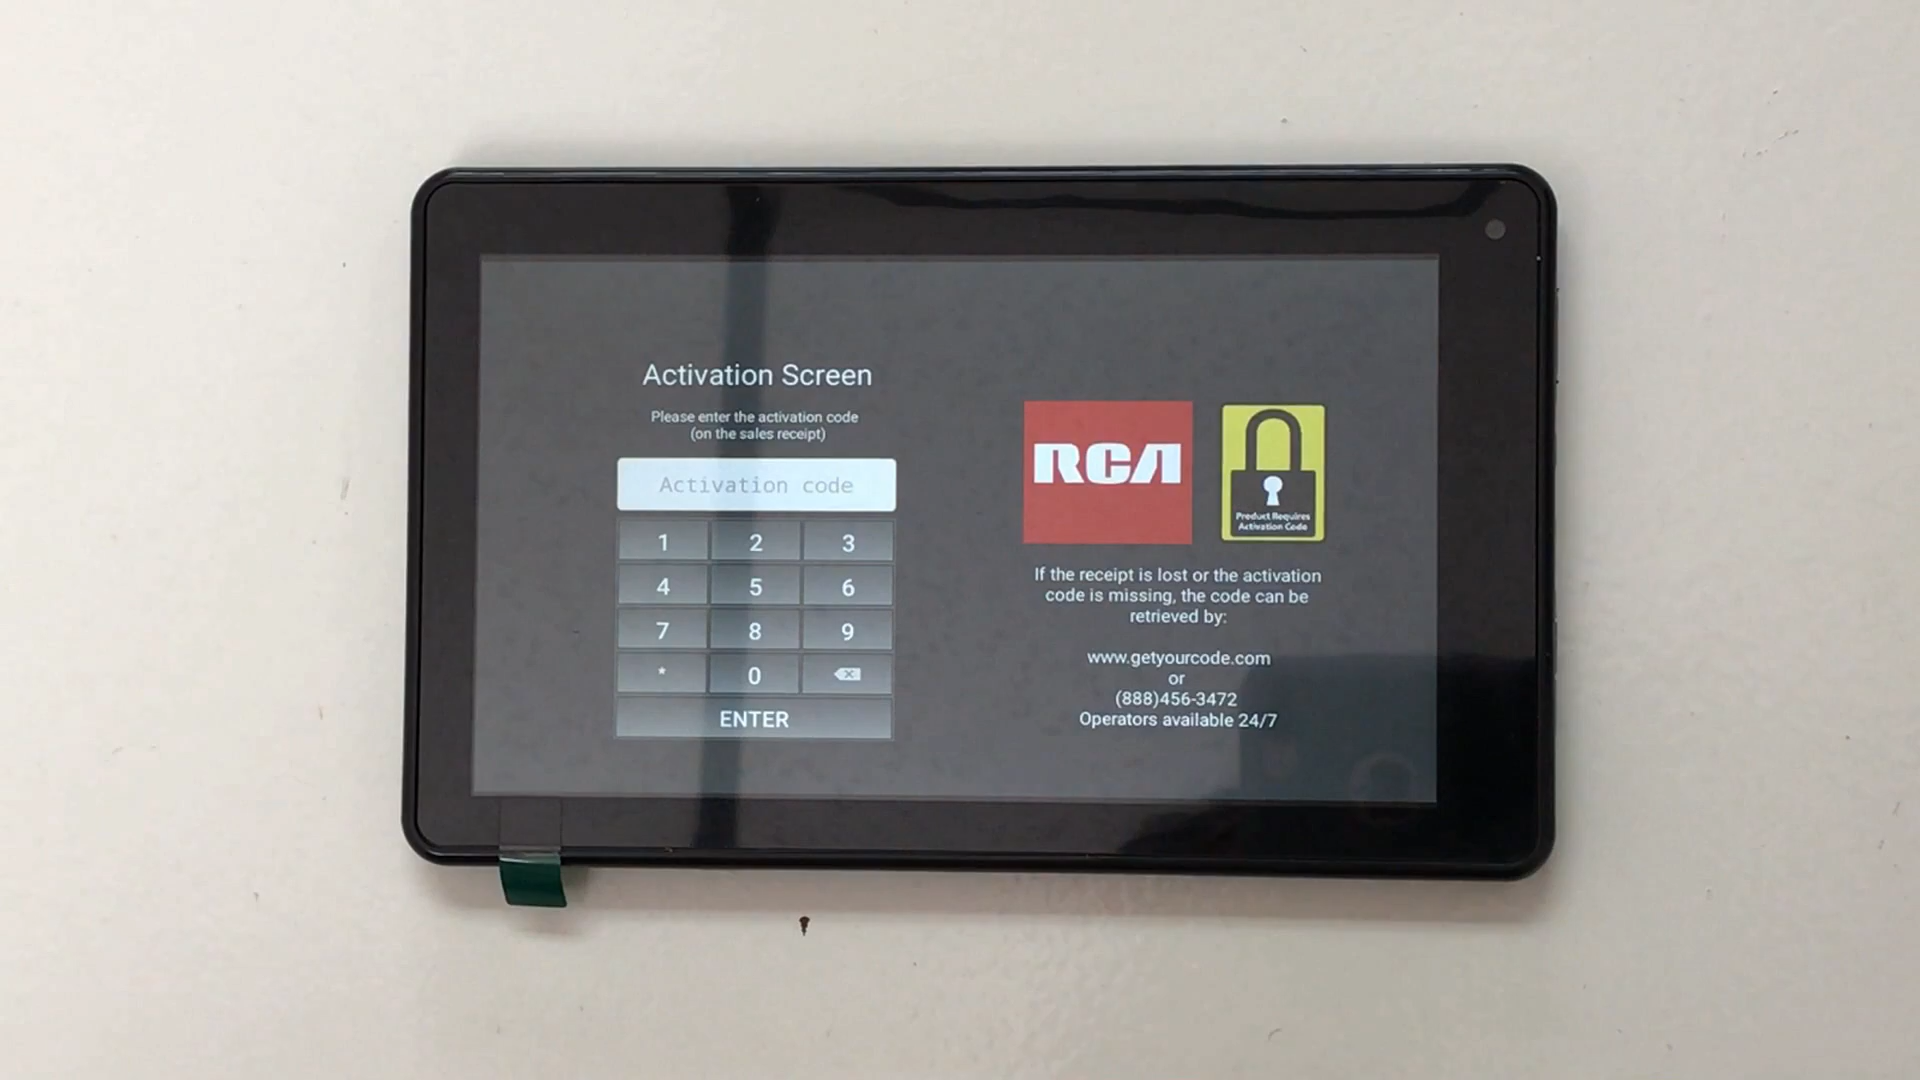 Activation Screen
Please enter the activation code
(on the sales receipt)
Activation code
1 2 3
4 5 6
7 8 9
* 0
ENTER
RCA
Product Requires
Activation Code
If the receipt is lost or the activation
code is missing, the code can be
retrieved by:
www.getyourcode.com
or
(888)456-3472
Operators available 24/7